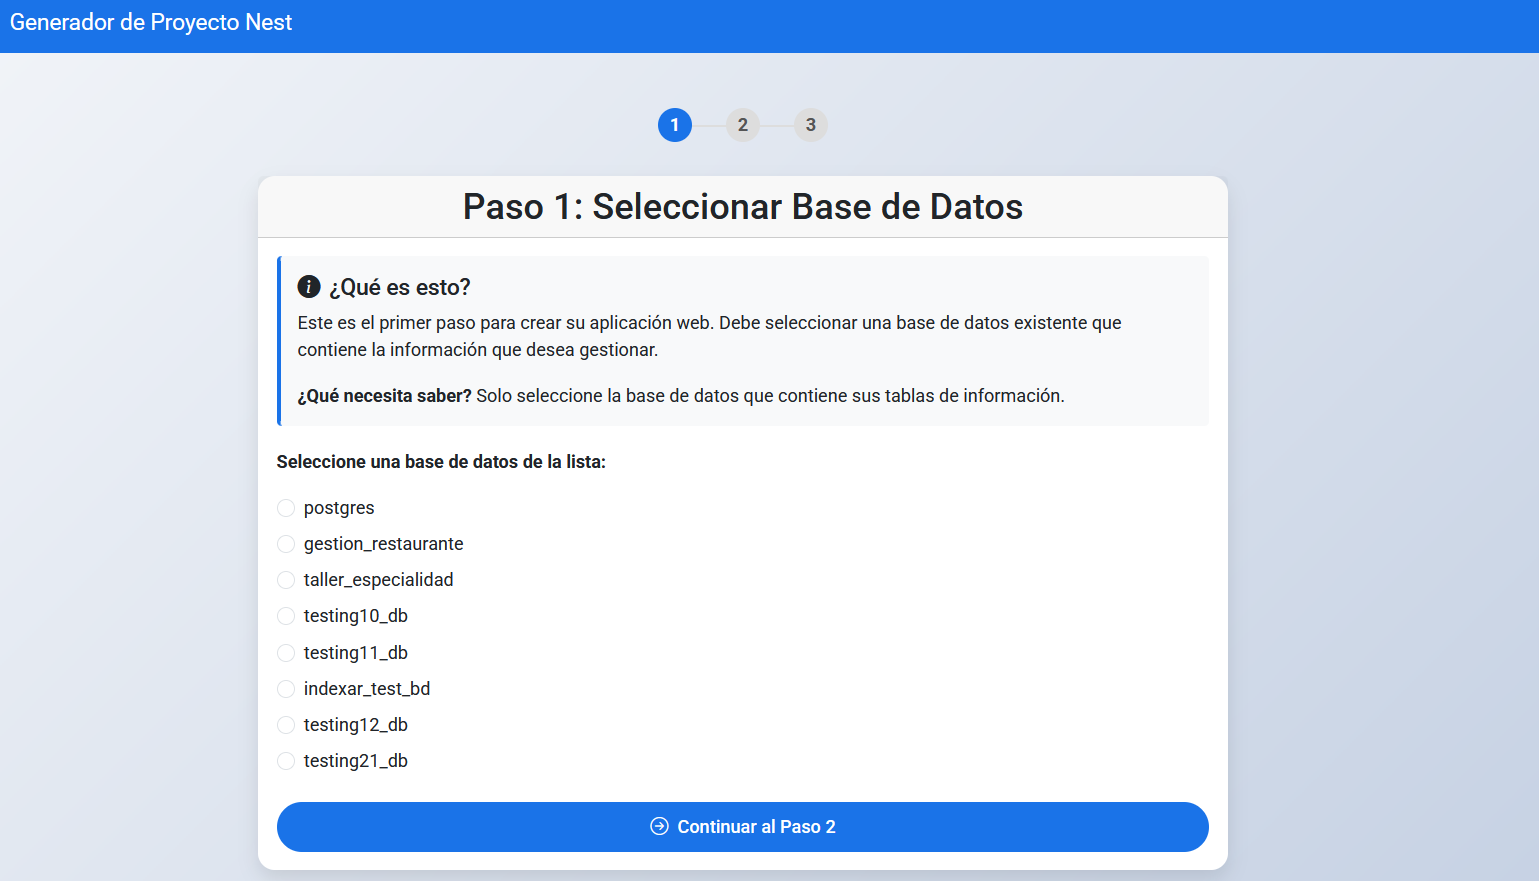 Generador de Proyecto Nest
1 2 3
Paso 1: Seleccionar Base de Datos
¿Qué es esto?
Este es el primer paso para crear su aplicación web. Debe seleccionar una base de datos existente que
contiene la información que desea gestionar.
¿Qué necesita saber? Solo seleccione la base de datos que contiene sus tablas de información.
Seleccione una base de datos de la lista:
postgres
gestion_restaurante
taller_especialidad
testing10_db
testing11_db
indexar_test_bd
testing12_db
testing21_db
Continuar al Paso 2